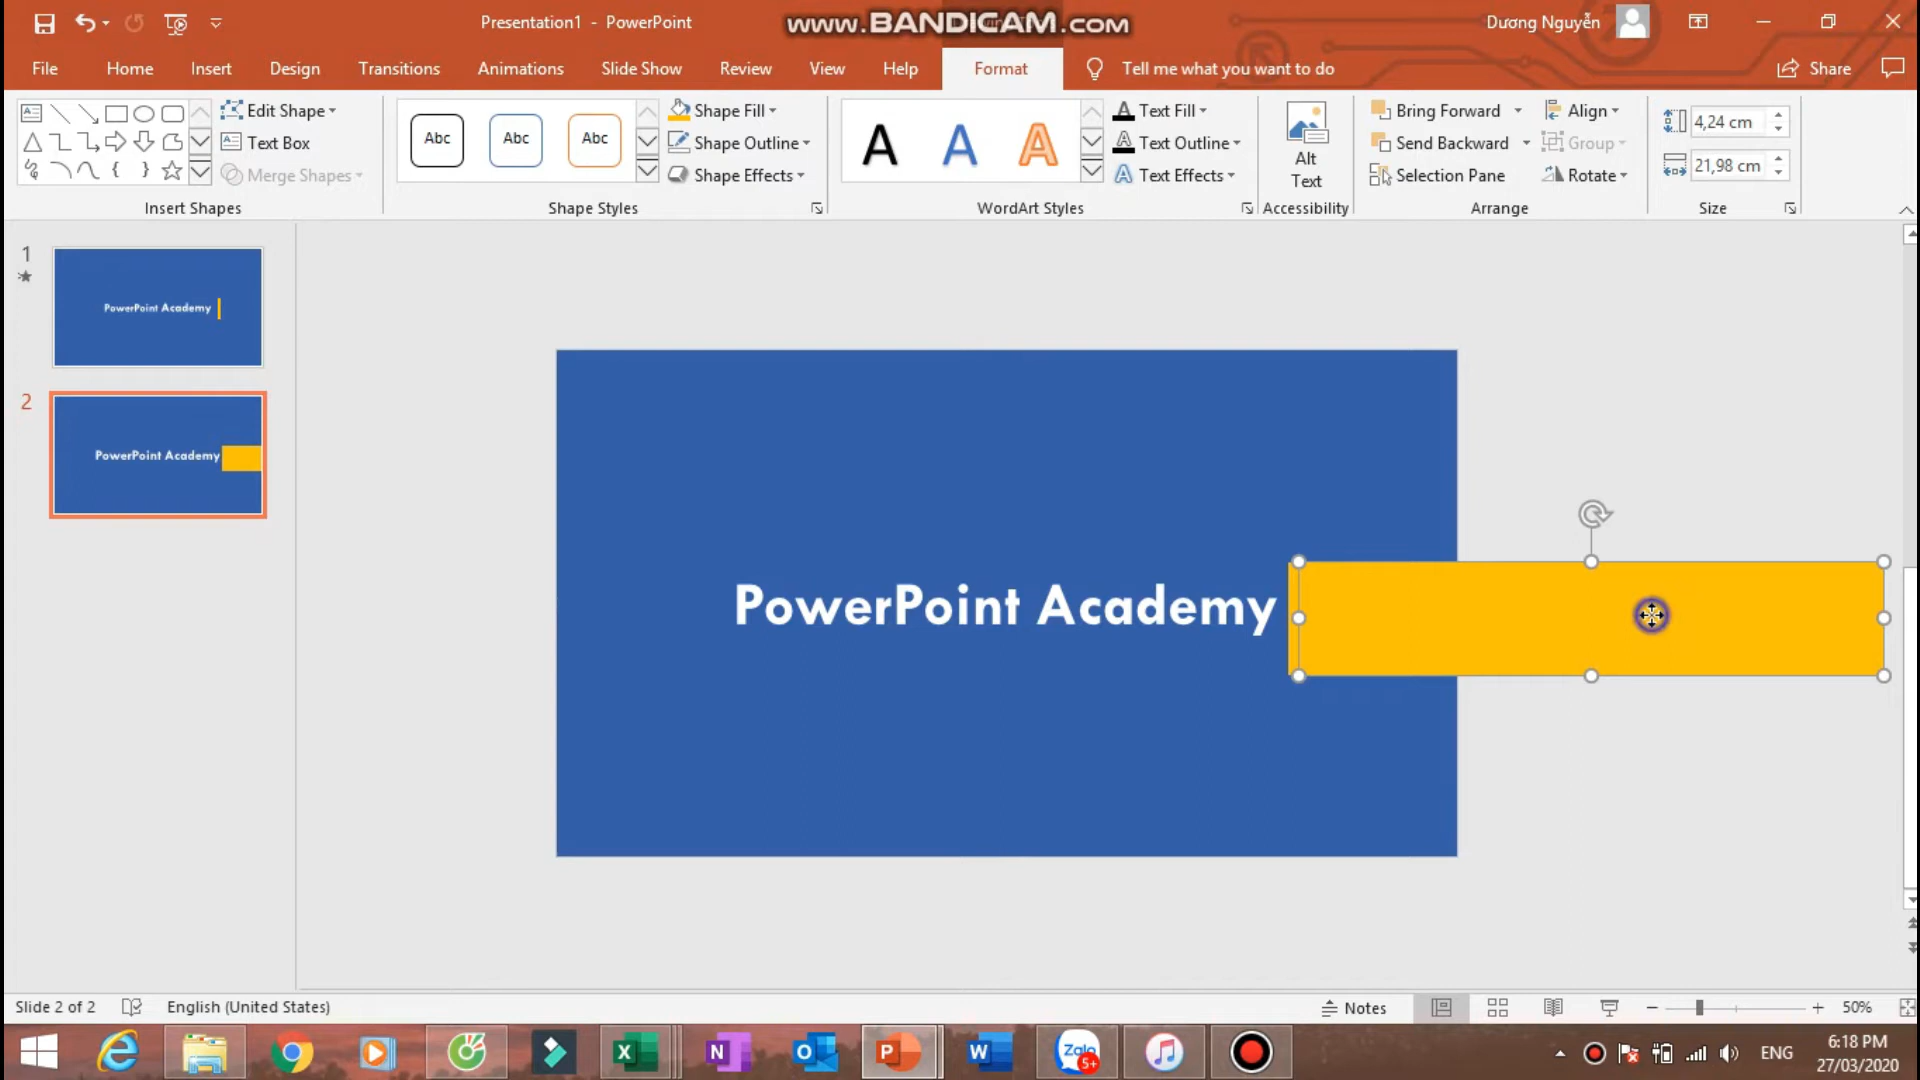 Presentation1 - PowerPoint
www.BANDICAM.com
Dương Nguyễn
File Home Insert Design Transitions Animations Slide Show Review View Help Format Tell me what you want to do Share
Edit Shape
Text Box
Merge Shapes
Insert Shapes
Abc Abc Abc
Shape Fill
Shape Outline
Shape Effects
Shape Styles
A A A
Text Fill
Text Outline
Text Effects
WordArt Styles
Alt
Text
Accessibility
Bring Forward
Send Backward
Selection Pane
Align
Group
Rotate
Arrange
4,24 cm
21,98 cm
Size
1
PowerPoint Academy
2
PowerPoint Academy
PowerPoint Academy
Slide 2 of 2 English (United States) Notes 50%
Zalo
5+
ENG
6:18 PM
27/03/2020